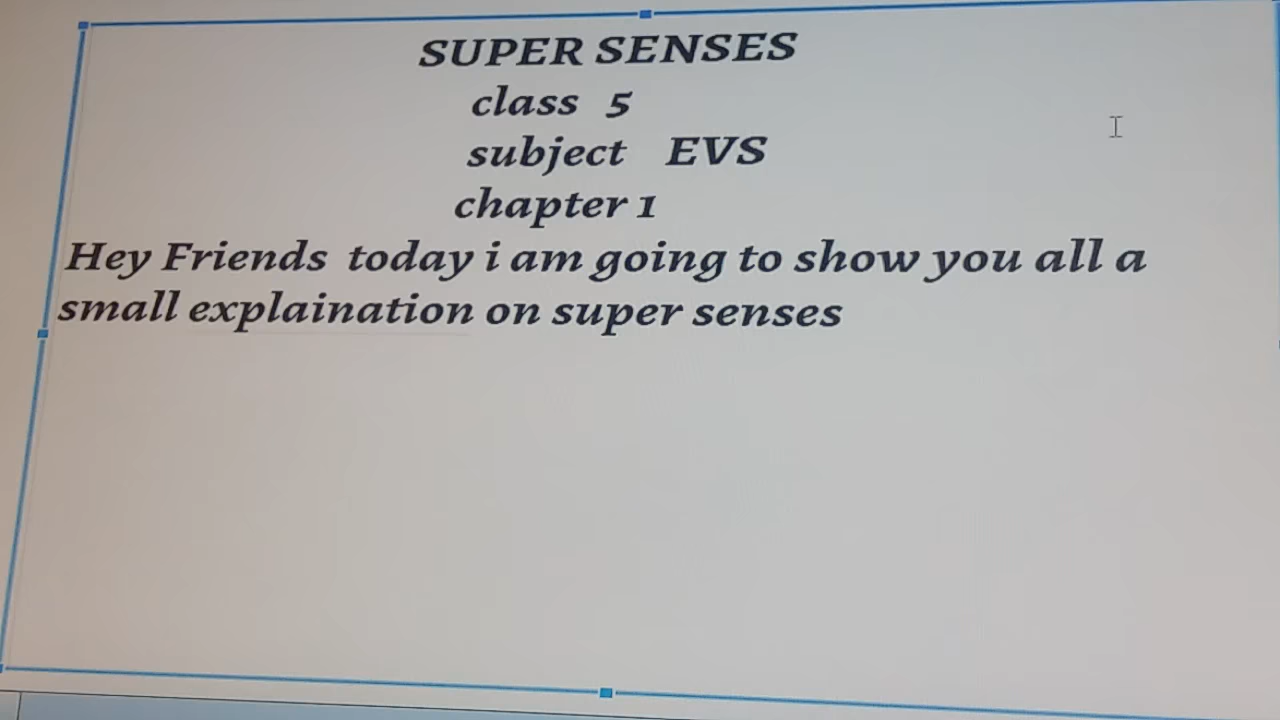 SUPER SENSES
class 5
subject EVS
chapter 1
Hey Friends today i am going to show you all a
small explaination on super senses